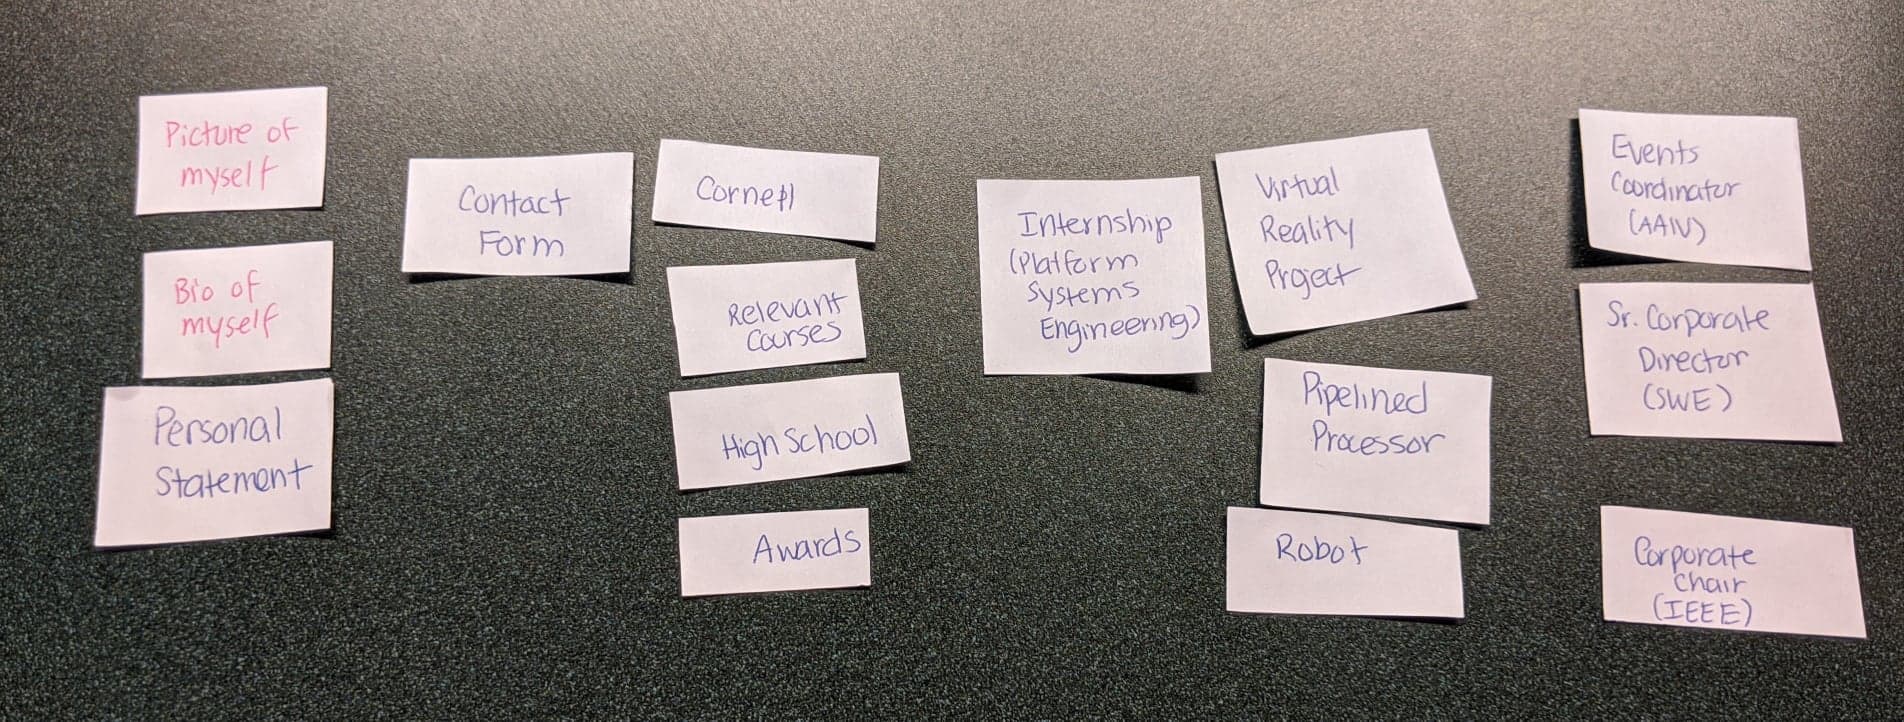 Picture of
myself
Bio of
myself
Personal
Statement
Contact
Form
Cornell
Relevant
Courses
High School
Awards
Internship
(Platform
Systems
Engineering)
Virtual
Reality
Project
Pipelined
Processor
Robot
Events
Coordinator
(AAIV)
Sr. Corporate
Director
(SWE)
Corporate
Chair
(IEEE)